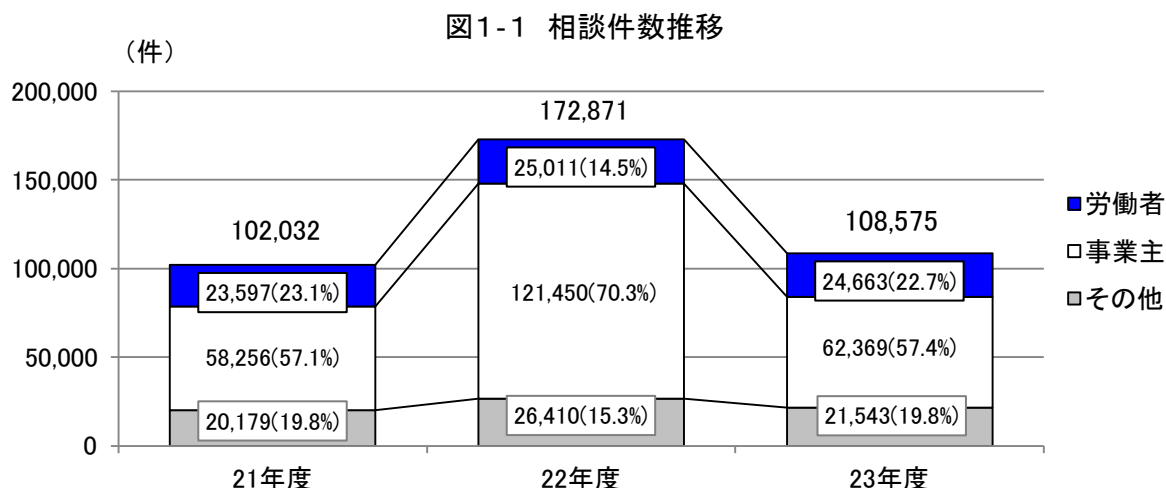 図1-1 相談件数推移
（件）
200,000
150,000
100,000
50,000
0
102,032
23,597(23.1%)
58,256(57.1%)
20,179(19.8%)
172,871
25,011(14.5%)
121,450(70.3%)
26,410(15.3%)
108,575
24,663(22.7%)
62,369(57.4%)
21,543(19.8%)
21年度
22年度
23年度
労働者
事業主
その他